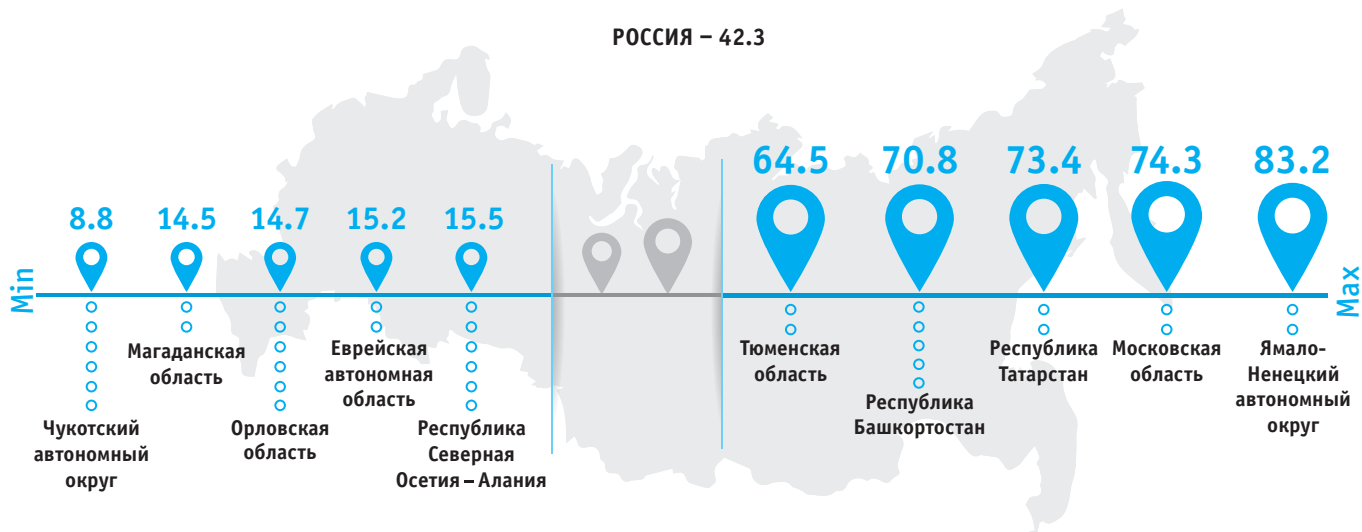 РОССИЯ – 42.3
Min
8.8
14.5
14.7
15.2
15.5
64.5
70.8
73.4
74.3
83.2
Max
Чукотский
автономный
округ
Магаданская
область
Орловская
область
Еврейская
автономная
область
Республика
Северная
Осетия – Алания
Тюменская
область
Республика
Башкортостан
Республика
Татарстан
Московская
область
Ямало-
Ненецкий
автономный
округ